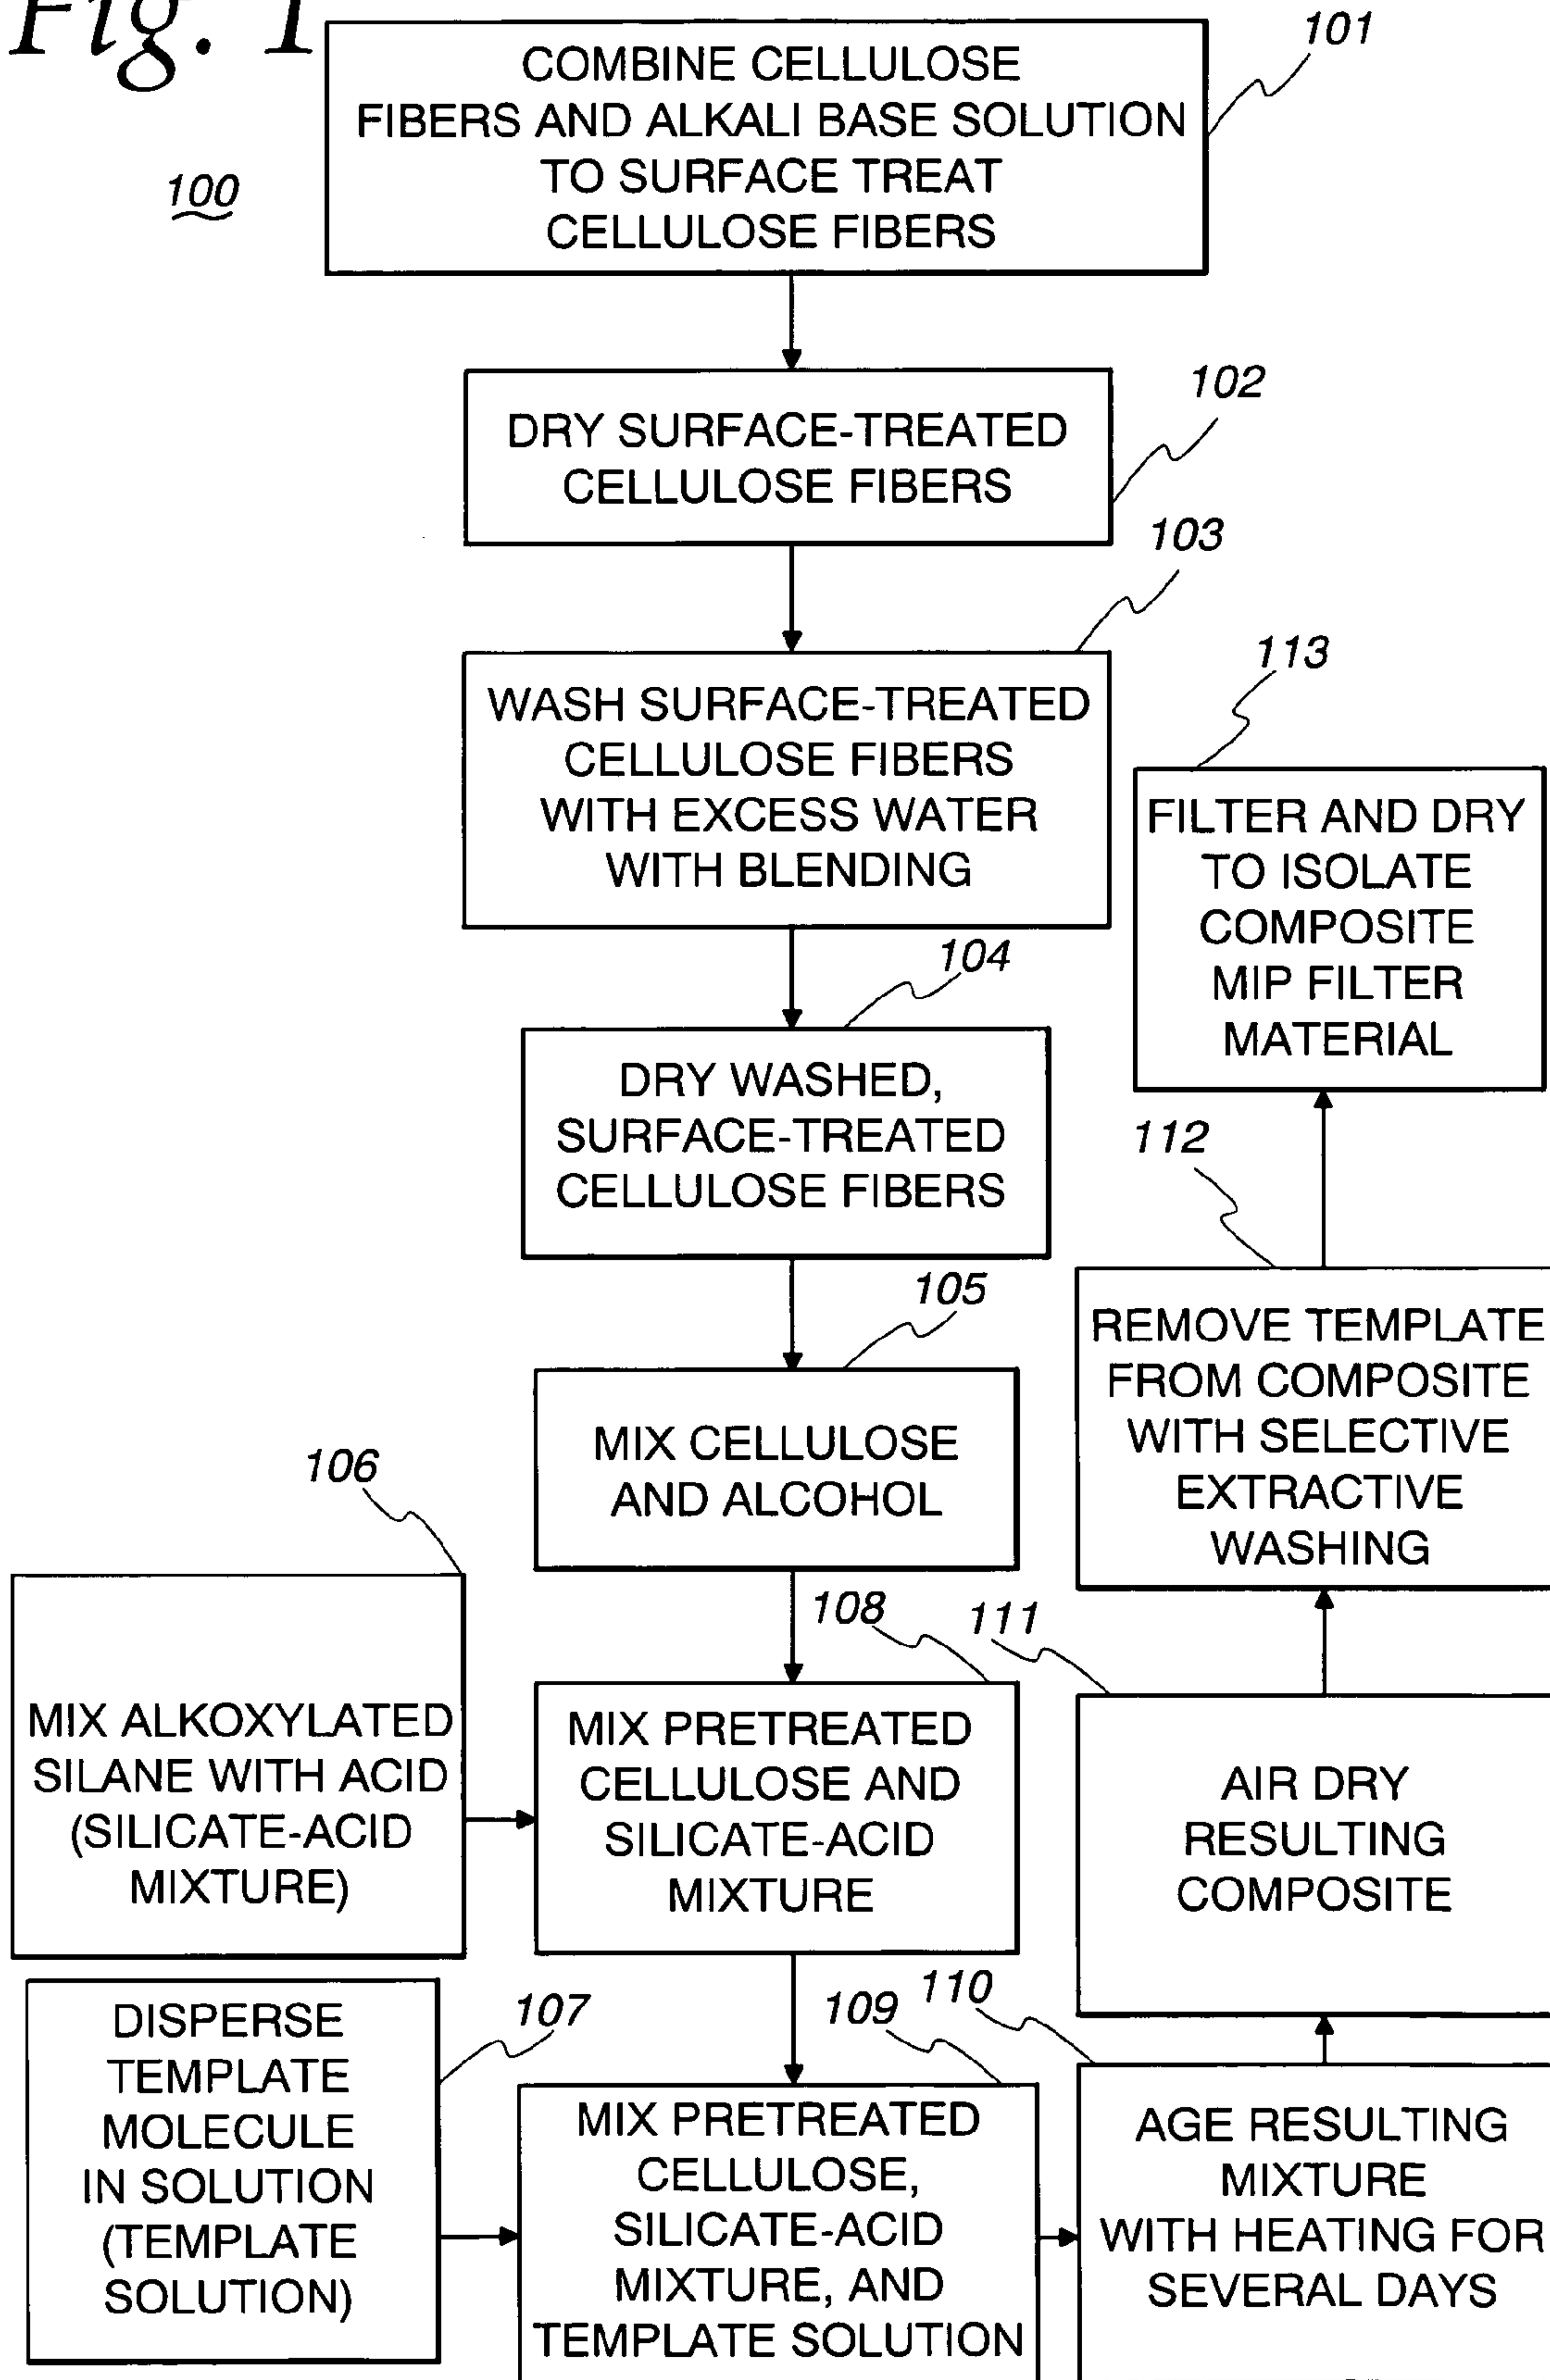 Fig. 1
100
101
COMBINE CELLULOSE
FIBERS AND ALKALI BASE SOLUTION
TO SURFACE TREAT
CELLULOSE FIBERS
102
DRY SURFACE-TREATED
CELLULOSE FIBERS
103
WASH SURFACE-TREATED
CELLULOSE FIBERS
WITH EXCESS WATER
WITH BLENDING
104
DRY WASHED,
SURFACE-TREATED
CELLULOSE FIBERS
105
MIX CELLULOSE
AND ALCOHOL
106
MIX ALKOXYLATED
SILANE WITH ACID
(SILICATE-ACID
MIXTURE)
107
DISPERSE
TEMPLATE
MOLECULE
IN SOLUTION
(TEMPLATE
SOLUTION)
108
MIX PRETREATED
CELLULOSE AND
SILICATE-ACID
MIXTURE
109
MIX PRETREATED
CELLULOSE,
SILICATE-ACID
MIXTURE, AND
TEMPLATE SOLUTION
110
AGE RESULTING
MIXTURE
WITH HEATING FOR
SEVERAL DAYS
111
AIR DRY
RESULTING
COMPOSITE
112
REMOVE TEMPLATE
FROM COMPOSITE
WITH SELECTIVE
EXTRACTIVE
WASHING
113
FILTER AND DRY
TO ISOLATE
COMPOSITE
MIP FILTER
MATERIAL